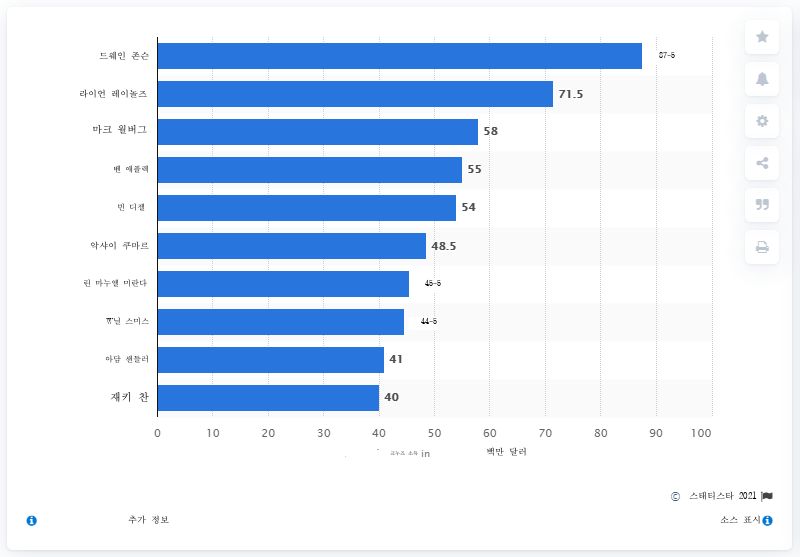 드웨인 존슨 87-5
라이언 레이놀즈 71.5
마크 월버그 58
벤 애플렉 55
빈 디젤 54
악샤이 쿠마르 48.5
린 마누엘 미란다 45-5
스미스 44-5
아담 샌들러 41
재키 찬 40
0 10 20 30 40 50 60 70 80 90 100
소득 in 백만 달러
© 스태티스타 2021
추가 정보 소스 표시